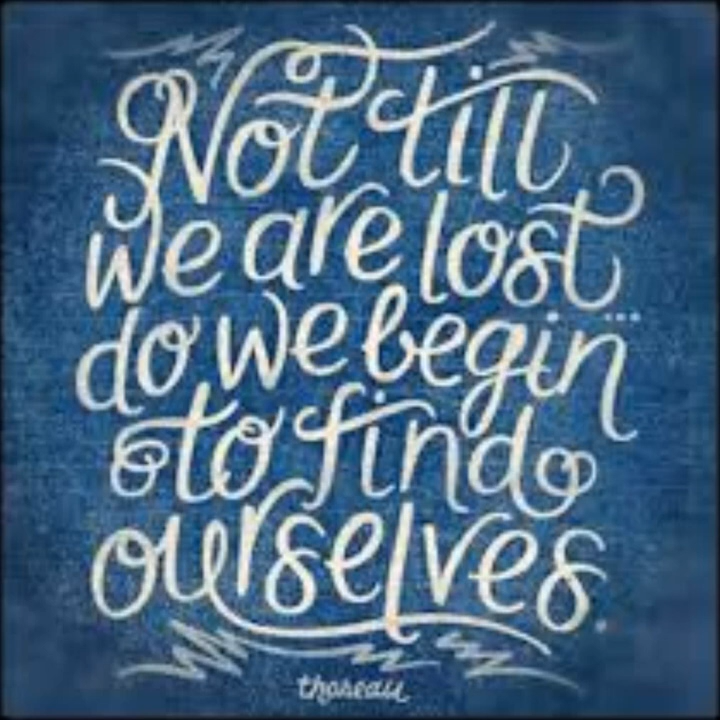 Not till
we are lost...
do we begin
to find
ourselves.
thoreau